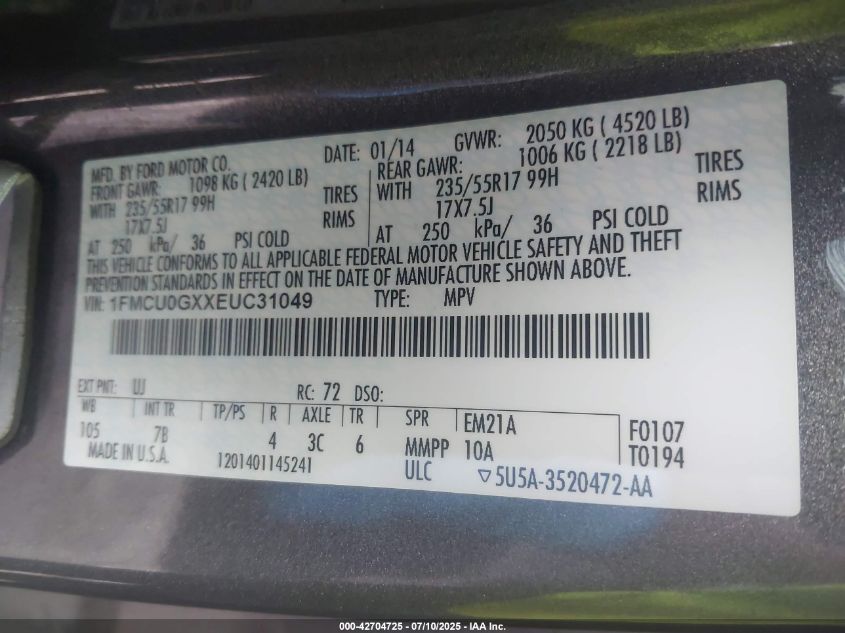 MFD. BY FORD MOTOR CO. DATE: 01/14 GVWR: 2050 KG ( 4520 LB)
FRONT GAWR: 1098 KG ( 2420 LB) REAR GAWR: 1006 KG ( 2218 LB)
WITH 235/55R17 99H TIRES WITH 235/55R17 99H TIRES
17X7.5J RIMS 17X7.5J RIMS
AT 250 kPa/ 36 PSI COLD AT 250 kPa/ 36 PSI COLD
THIS VEHICLE CONFORMS TO ALL APPLICABLE FEDERAL MOTOR VEHICLE SAFETY AND THEFT
PREVENTION STANDARDS IN EFFECT ON THE DATE OF MANUFACTURE SHOWN ABOVE.
VIN: 1FMCU0GXXEUC31049 TYPE: MPV
EXT PNT: UJ RC: 72 DSO:
WB INT TR TP/PS R AXLE TR SPR EM21A F0107
105 7B 4 3C 6 MMPP 10A T0194
MADE IN U.S.A. 1201401145241 ULC ▽5U5A-3520472-AA
000-42704725 - 07/10/2025 - IAA Inc.